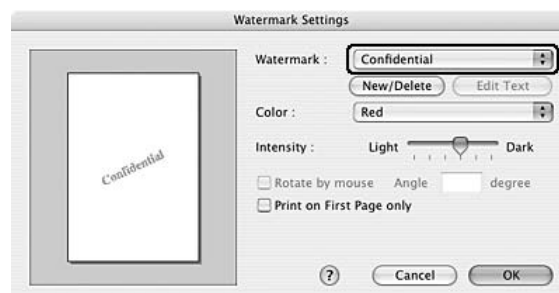 Watermark Settings
Watermark : Confidential
New/Delete Edit Text
Color : Red
Intensity : Light Dark
Confidential
Rotate by mouse Angle degree
Print on First Page only
? Cancel OK